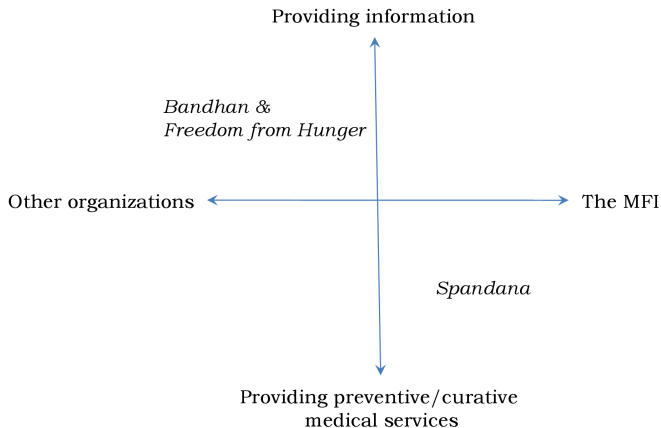 Providing information
Bandhan &
Freedom from Hunger
Other organizations
The MFI
Spandana
Providing preventive/curative
medical services